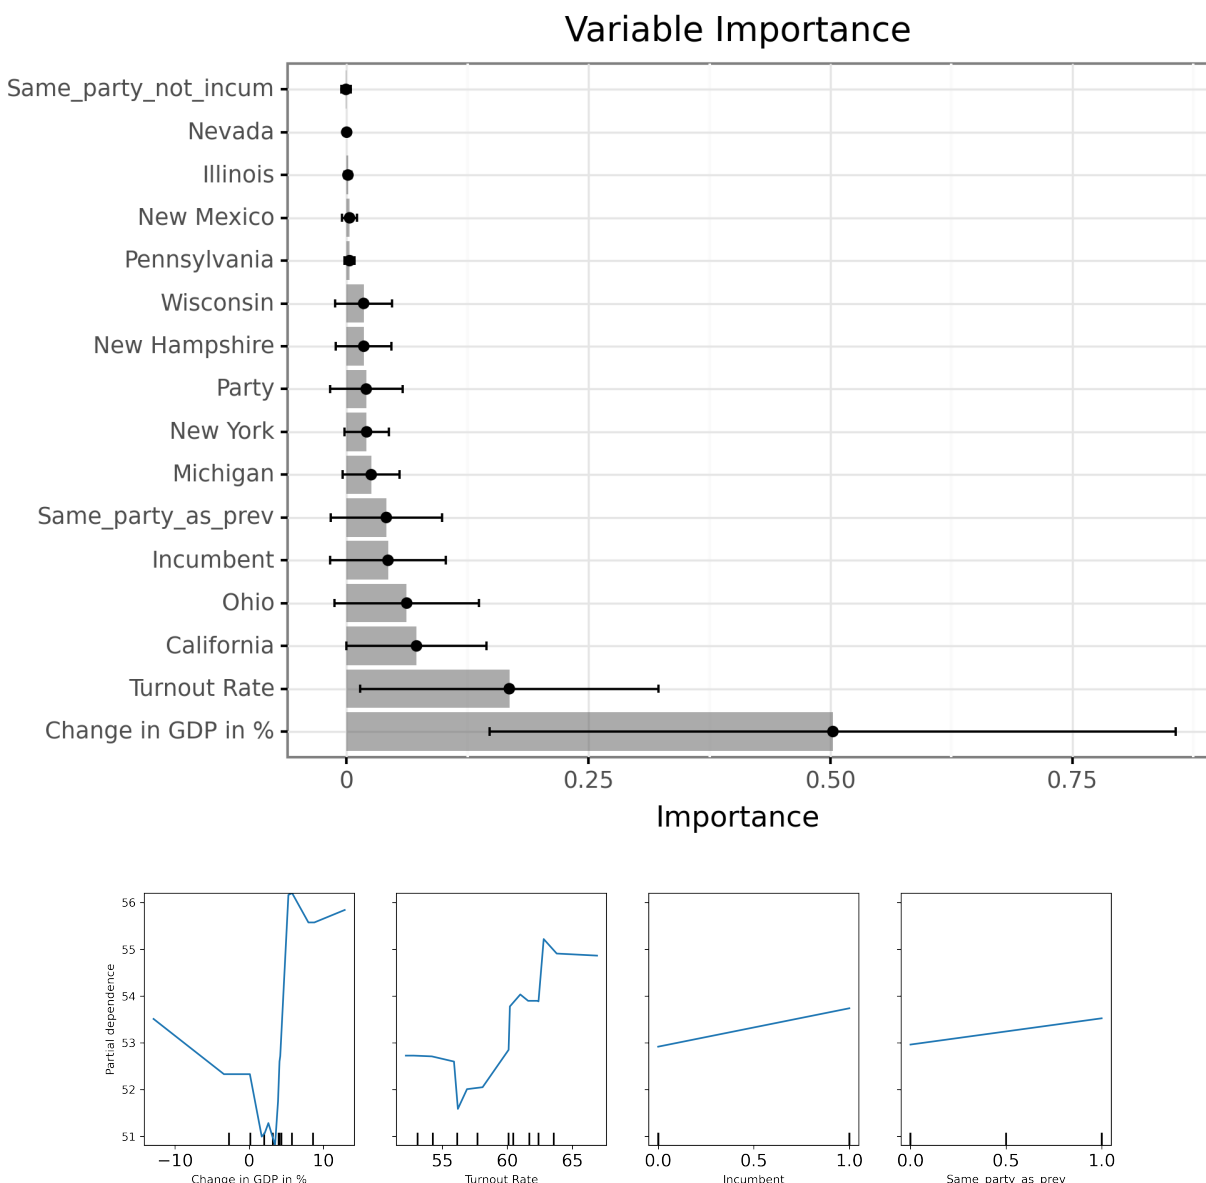 Variable Importance
Same_party_not_incum
Nevada
Illinois
New Mexico
Pennsylvania
Wisconsin
New Hampshire
Party
New York
Michigan
Same_party_as_prev
Incumbent
Ohio
California
Turnout Rate
Change in GDP in %
0 0.25 0.50 0.75
Importance
56
55
54
53
52
51
Partial dependence
−10 0 10 55 60 65 0.0 0.5 1.0 0.0 0.5 1.0
Change in GDP in % Turnout Rate Incumbent Same_party_as_prev